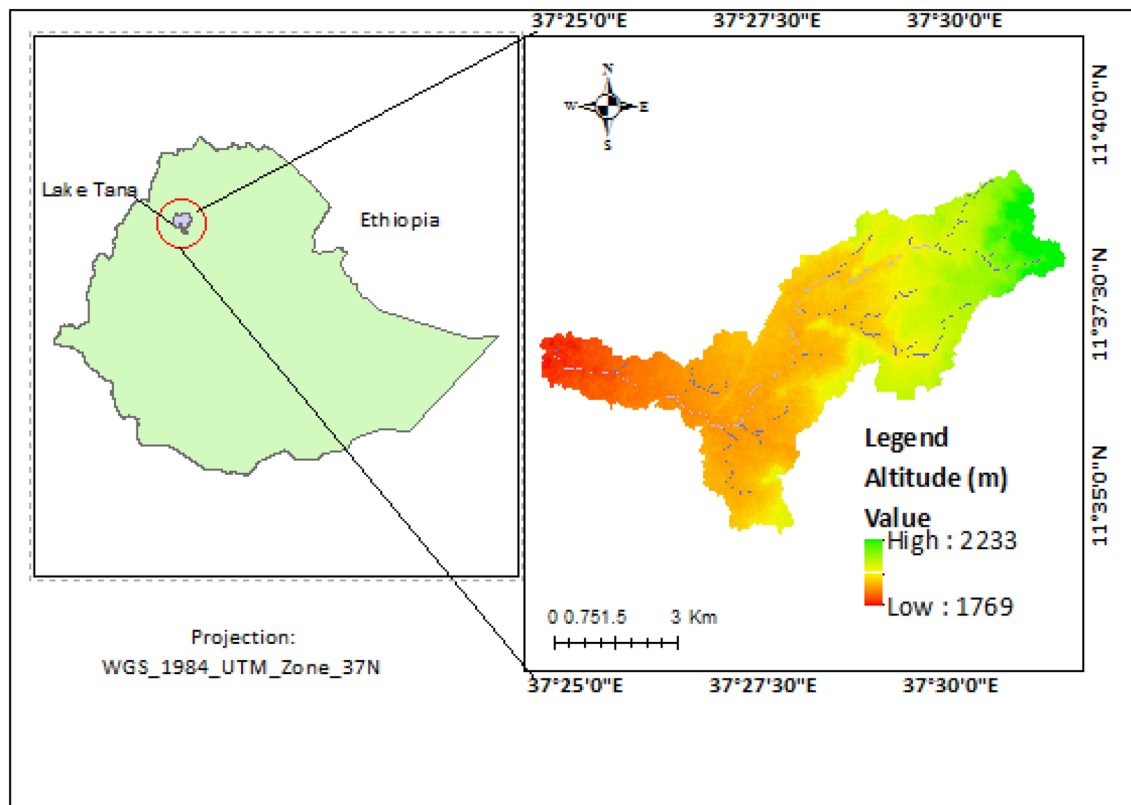 37°25'0"E 37°27'30"E 37°30'0"E
Lake Tana
Ethiopia
N
W E
S
11°40'0"N
11°37'30"N
11°35'0"N
Legend
Altitude (m)
Value
High : 2233
Low : 1769
0 0.751.5 3 Km
37°25'0"E 37°27'30"E 37°30'0"E
Projection:
WGS_1984_UTM_Zone_37N